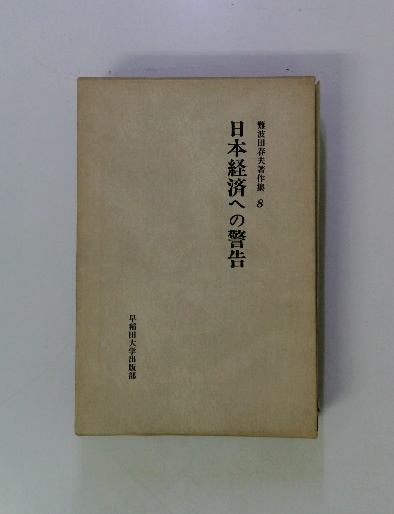 難波田春夫著作集 8
日本経済への警告
早稲田大学出版部